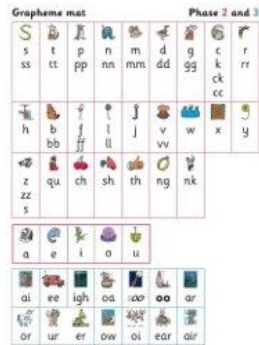 Grapheme mat Phase 2 and 3
s t p n m d g c r
ss tt pp nn mm dd gg k rr
ck
cc
h b f l j v w x y
bb ff ll vv
z qu ch sh th ng nk
zz
s
a e i o u
ai ee igh oa oo oo ar
or ur er ow oi ear air